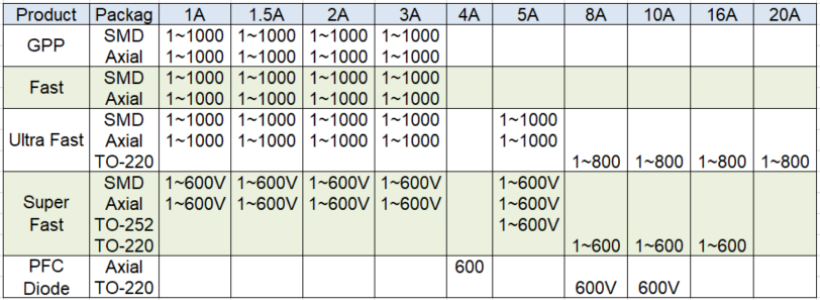 Product Packag 1A 1.5A 2A 3A 4A 5A 8A 10A 16A 20A
GPP SMD 1~1000 1~1000 1~1000 1~1000
Axial 1~1000 1~1000 1~1000 1~1000
Fast SMD 1~1000 1~1000 1~1000 1~1000
Axial 1~1000 1~1000 1~1000 1~1000
SMD 1~1000 1~1000 1~1000 1~1000 1~1000
Ultra Fast Axial 1~1000 1~1000 1~1000 1~1000 1~1000
TO-220 1~800 1~800 1~800 1~800
SMD 1~600V 1~600V 1~600V 1~600V 1~600V
Super Axial 1~600V 1~600V 1~600V 1~600V 1~600V
Fast TO-252 1~600V
TO-220 1~600 1~600 1~600
PFC Axial 600
Diode TO-220 600V 600V